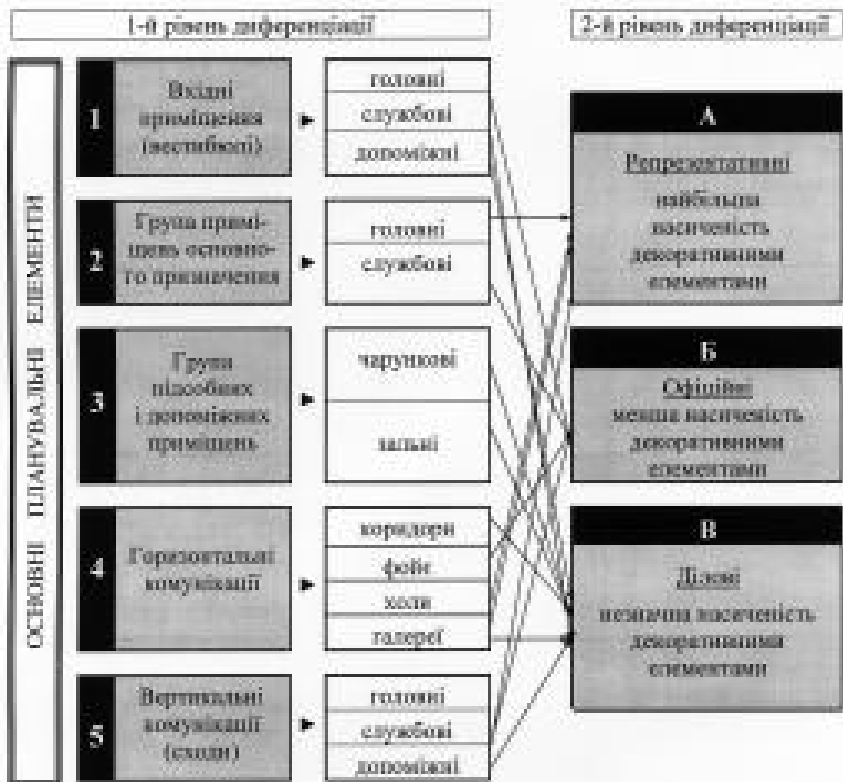 1-й рівень диференціації
2-й рівень диференціації
ОСНОВНІ ПЛАНУВАЛЬНІ ЕЛЕМЕНТИ
1
Вхідні
приміщення
(вестибюлі)
головні
службові
допоміжні
2
Група примі-
щень основно-
го призначення
головні
службові
3
Група
підсобних
і допоміжних
приміщень
чарункові
зальні
4
Горизонтальні
комунікації
коридори
фойє
холи
галереї
5
Вертикальні
комунікації
(сходи)
головні
службові
допоміжні
А
Репрезентативні
найбільша
насиченість
декоративними
елементами
Б
Офіційні
менша насиченість
декоративними
елементами
В
Ділові
незначна насиченість
декоративними
елементами